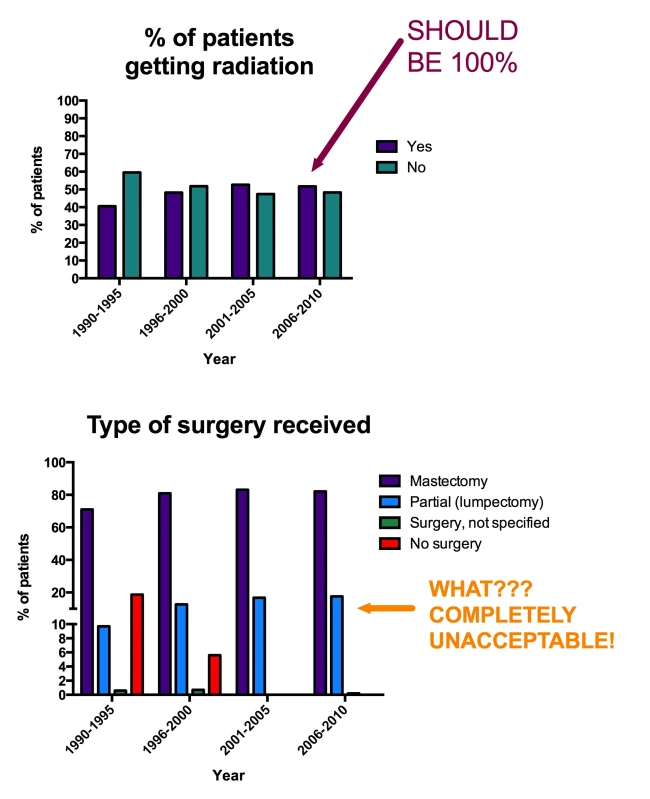 % of patients
getting radiation
SHOULD
BE 100%
% of patients
100
90
80
70
60
50
40
30
20
10
0
1990-1995
1996-2000
2001-2005
2006-2010
Year
Yes
No
Type of surgery received
% of patients
100
80
60
40
20
10
8
6
4
2
0
1990-1995
1996-2000
2001-2005
2006-2010
Year
Mastectomy
Partial (lumpectomy)
Surgery, not specified
No surgery
WHAT???
COMPLETELY
UNACCEPTABLE!